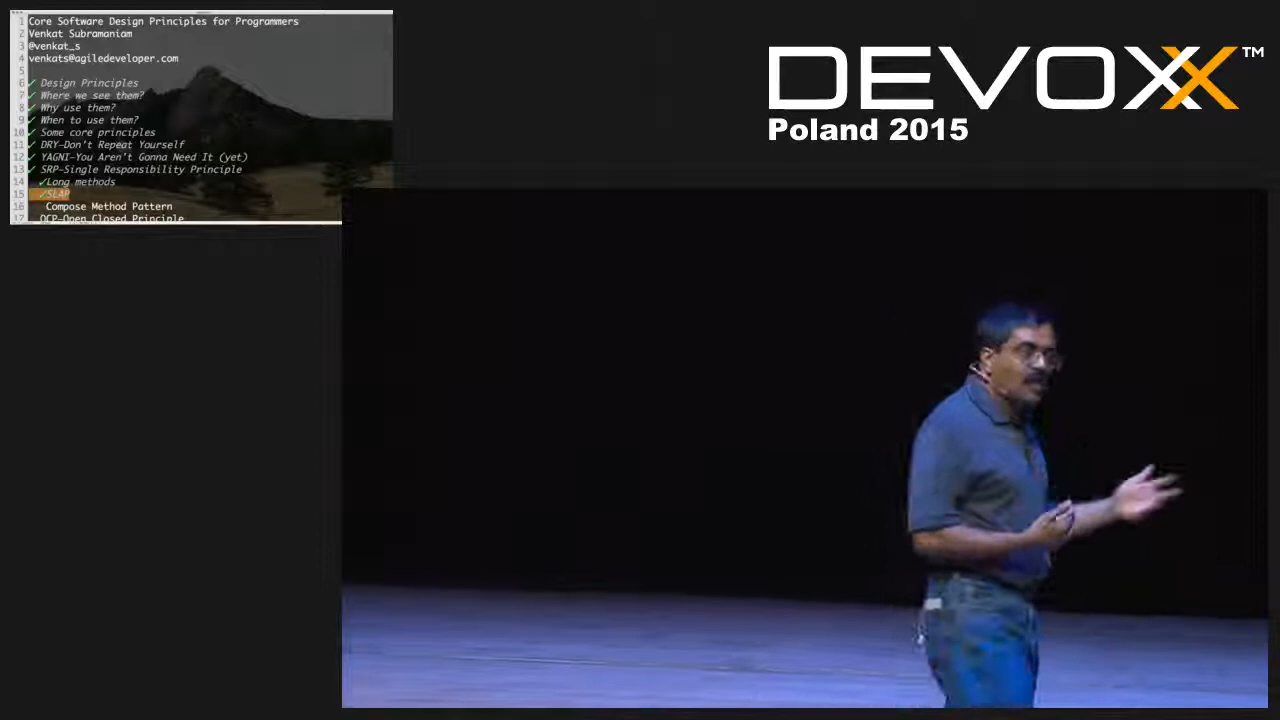 1 Core Software Design Principles for Programmers
2 Venkat Subramaniam
3 @venkat_s
4 venkats@agiledeveloper.com
5
6 ✓ Design Principles
7 ✓ Where we see them?
8 ✓ Why use them?
9 ✓ When to use them?
10 ✓ Some core principles
11 ✓ DRY-Don't Repeat Yourself
12 ✓ YAGNI-You Aren't Gonna Need It (yet)
13 ✓ SRP-Single Responsibility Principle
14 ✓Long methods
15 ✓SLAP
16 Compose Method Pattern
17 OCP-Open Closed Principle
DEVOXX™
Poland 2015